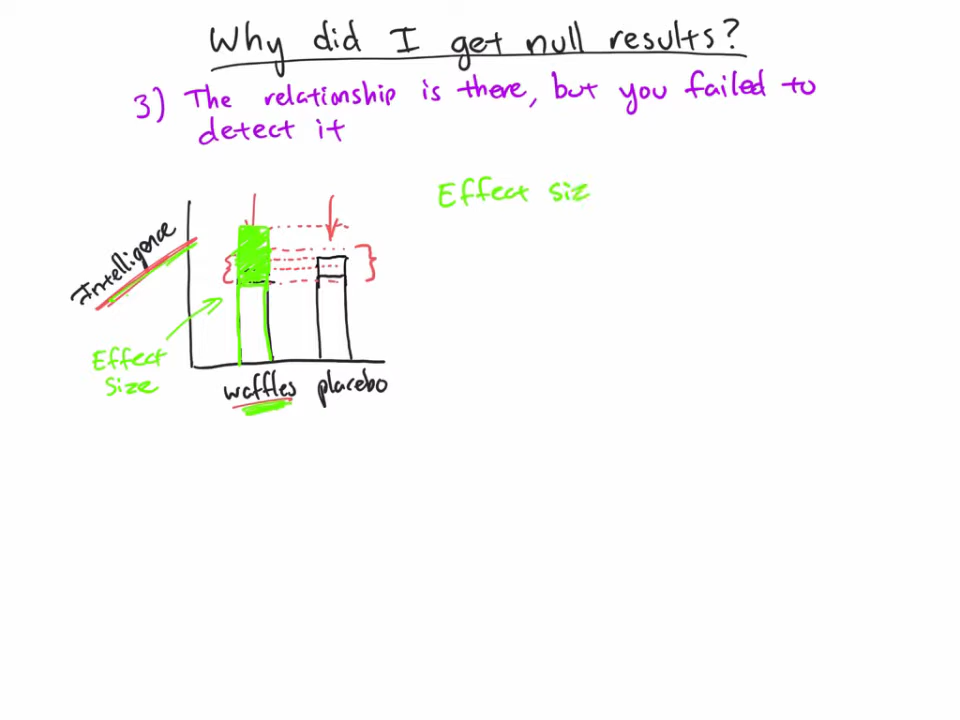 Why did I get null results?
3) The relationship is there, but you failed to
detect it
Effect siz
Intelligence
Effect
Size
waffles placebo